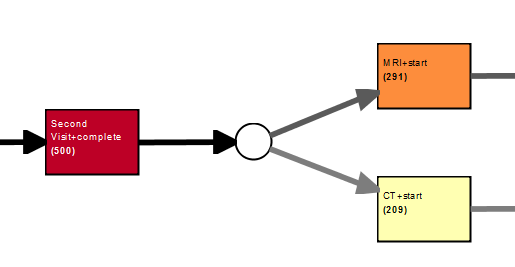 Second
Visit+complete
(500)
MRI+start
(291)
CT+start
(209)